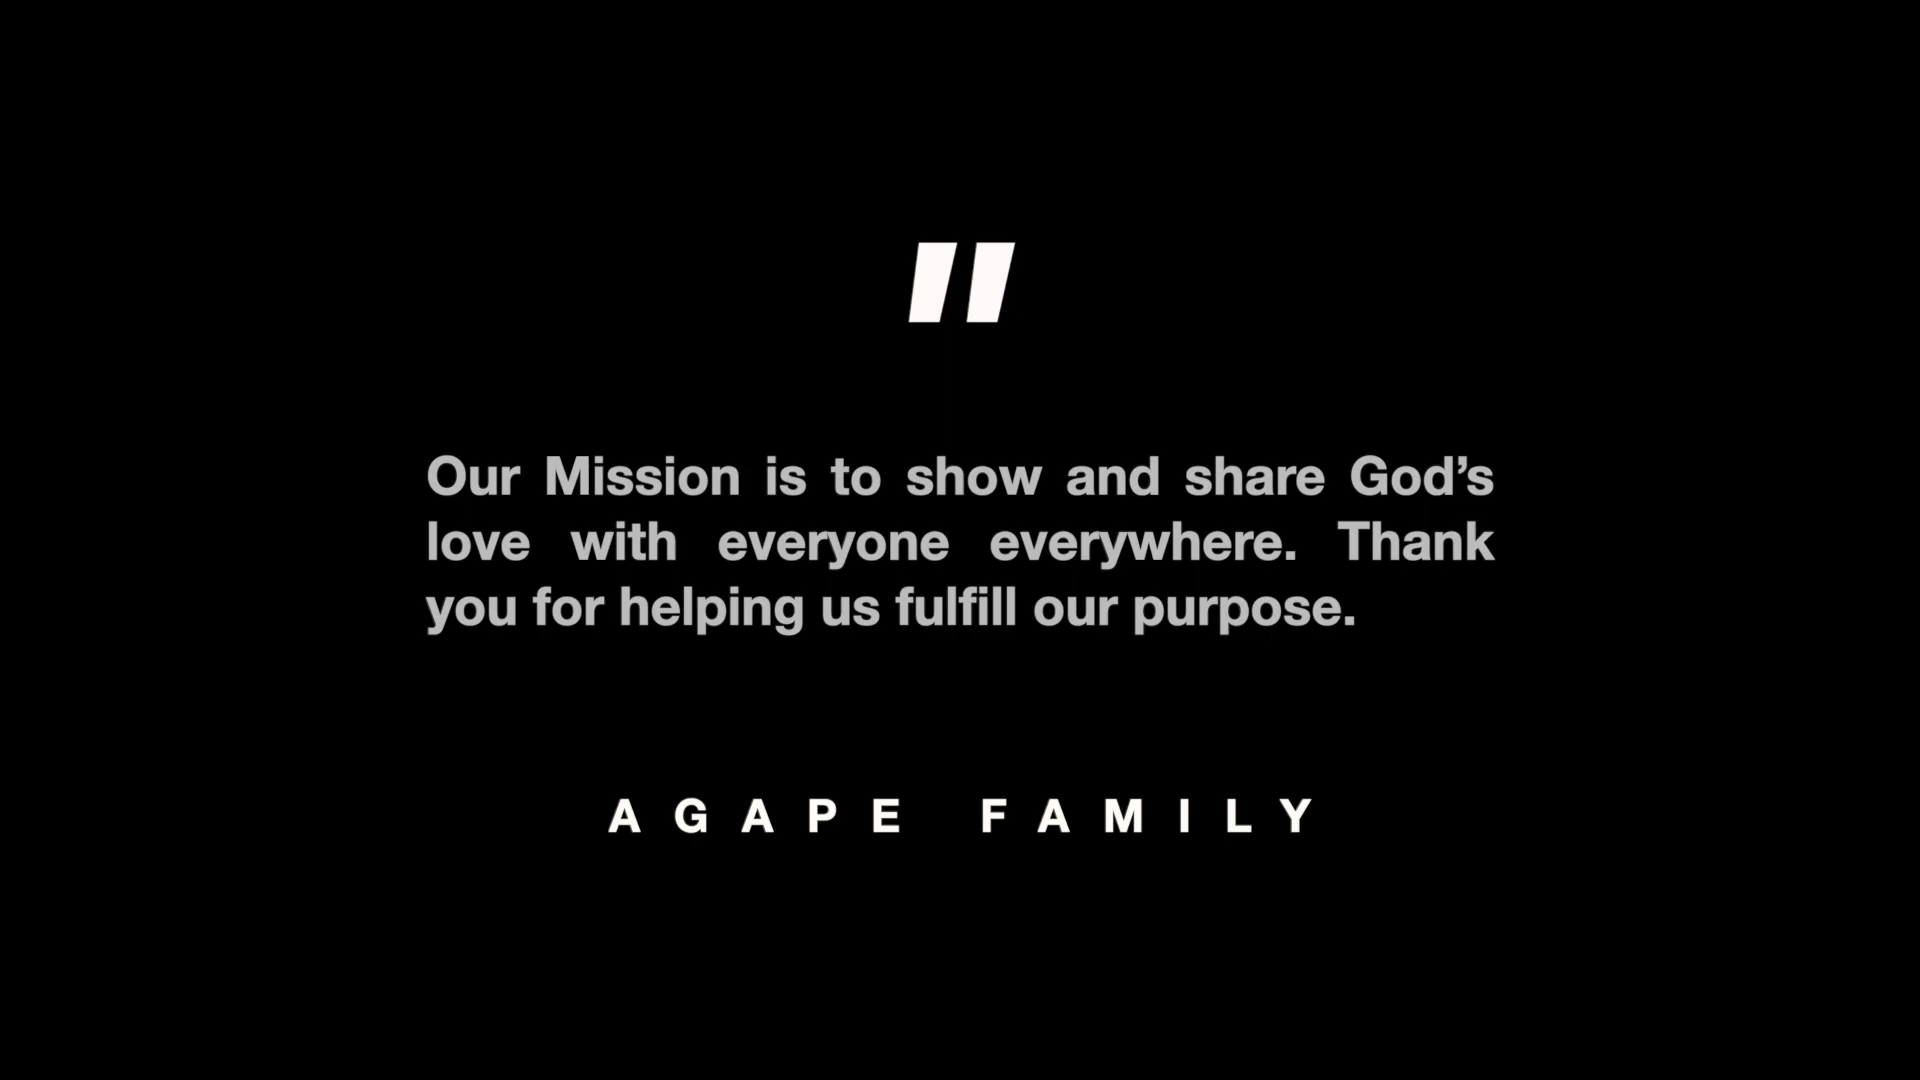 "
Our Mission is to show and share God’s
love with everyone everywhere. Thank
you for helping us fulfill our purpose.
AGAPE FAMILY